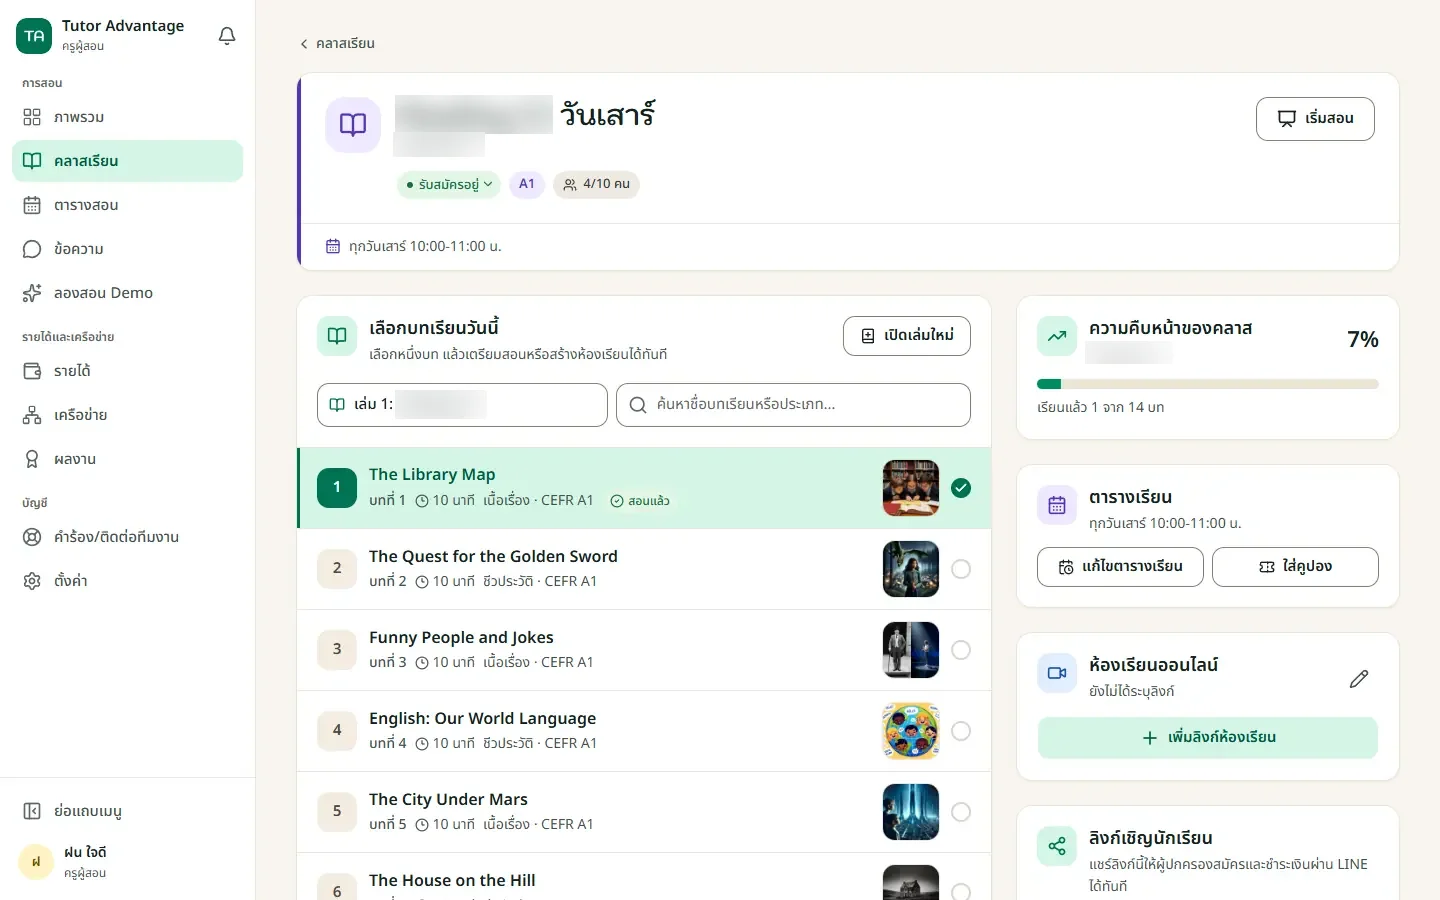 TA
Tutor Advantage
ครูผู้สอน
การสอน
ภาพรวม
คลาสเรียน
ตารางสอน
ข้อความ
ลองสอน Demo
รายได้และเครือข่าย
รายได้
เครือข่าย
ผลงาน
บัญชี
คำร้อง/ติดต่อทีมงาน
ตั้งค่า
ย่อแถบเมนู
ฝ
ฝน ใจดี
ครูผู้สอน
คลาสเรียน
วันเสาร์
เริ่มสอน
รับสมัครอยู่
A1
4/10 คน
ทุกวันเสาร์ 10:00-11:00 น.
เลือกบทเรียนวันนี้
เลือกหนึ่งบท แล้วเตรียมสอนหรือสร้างห้องเรียนได้ทันที
เปิดเล่มใหม่
เล่ม 1:
ค้นหาชื่อบทเรียนหรือประเภท...
1
The Library Map
บทที่ 1 10 นาที เนื้อเรื่อง · CEFR A1 สอนแล้ว
2
The Quest for the Golden Sword
บทที่ 2 10 นาที ชีวประวัติ · CEFR A1
3
Funny People and Jokes
บทที่ 3 10 นาที เนื้อเรื่อง · CEFR A1
4
English: Our World Language
บทที่ 4 10 นาที ชีวประวัติ · CEFR A1
5
The City Under Mars
บทที่ 5 10 นาที เนื้อเรื่อง · CEFR A1
6
The House on the Hill
ความคืบหน้าของคลาส
7%
เรียนแล้ว 1 จาก 14 บท
ตารางเรียน
ทุกวันเสาร์ 10:00-11:00 น.
แก้ไขตารางเรียน
ใส่คูปอง
ห้องเรียนออนไลน์
ยังไม่ได้ระบุลิงก์
เพิ่มลิงก์ห้องเรียน
ลิงก์เชิญนักเรียน
แชร์ลิงก์นี้ให้ผู้ปกครองสมัครและชำระเงินผ่าน LINE
ได้ทันที